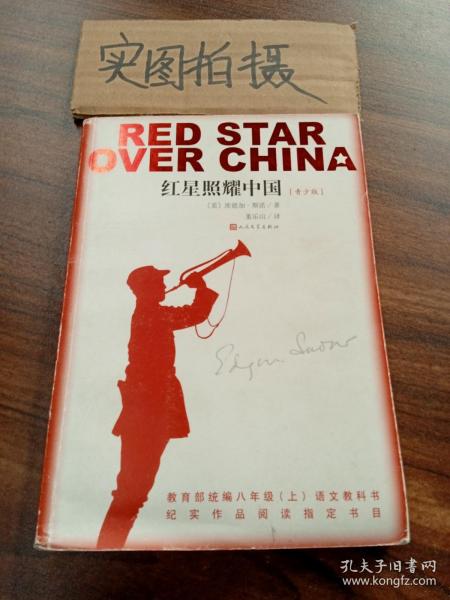 实图拍摄
RED STAR
OVER CHINA
红星照耀中国 [青少版]
〔美〕埃德加·斯诺/著
董乐山/译
人民文学出版社
Edgar Snow
教育部统编八年级(上)语文教科书
纪实作品阅读指定书目
孔夫子旧书网
www.kongfz.com